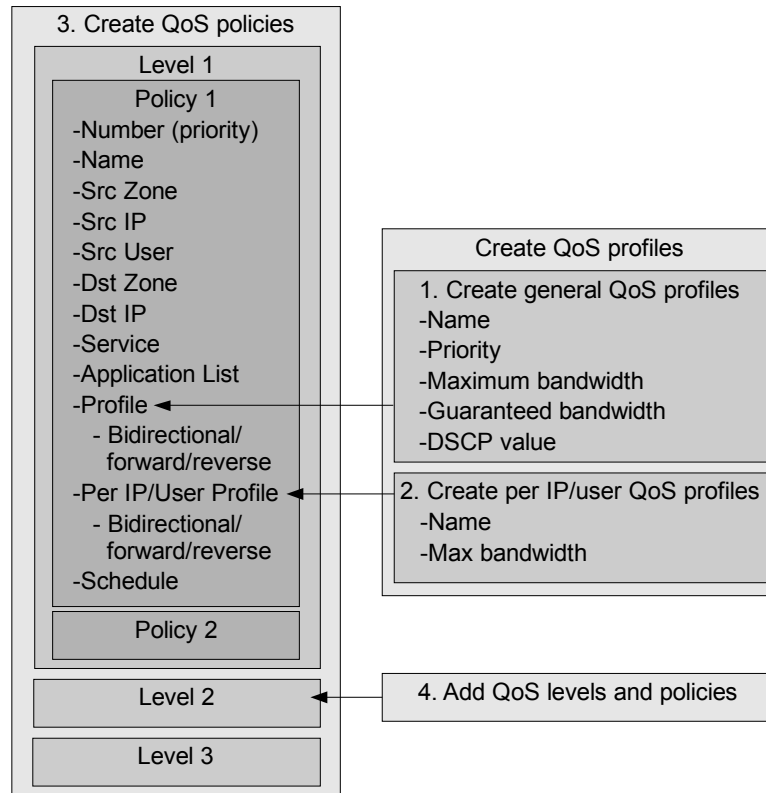 3. Create QoS policies
Level 1
Policy 1
-Number (priority)
-Name
-Src Zone
-Src IP
-Src User
-Dst Zone
-Dst IP
-Service
-Application List
-Profile
- Bidirectional/
forward/reverse
-Per IP/User Profile
- Bidirectional/
forward/reverse
-Schedule
Policy 2
Level 2
Level 3
Create QoS profiles
1. Create general QoS profiles
-Name
-Priority
-Maximum bandwidth
-Guaranteed bandwidth
-DSCP value
2. Create per IP/user QoS profiles
-Name
-Max bandwidth
4. Add QoS levels and policies